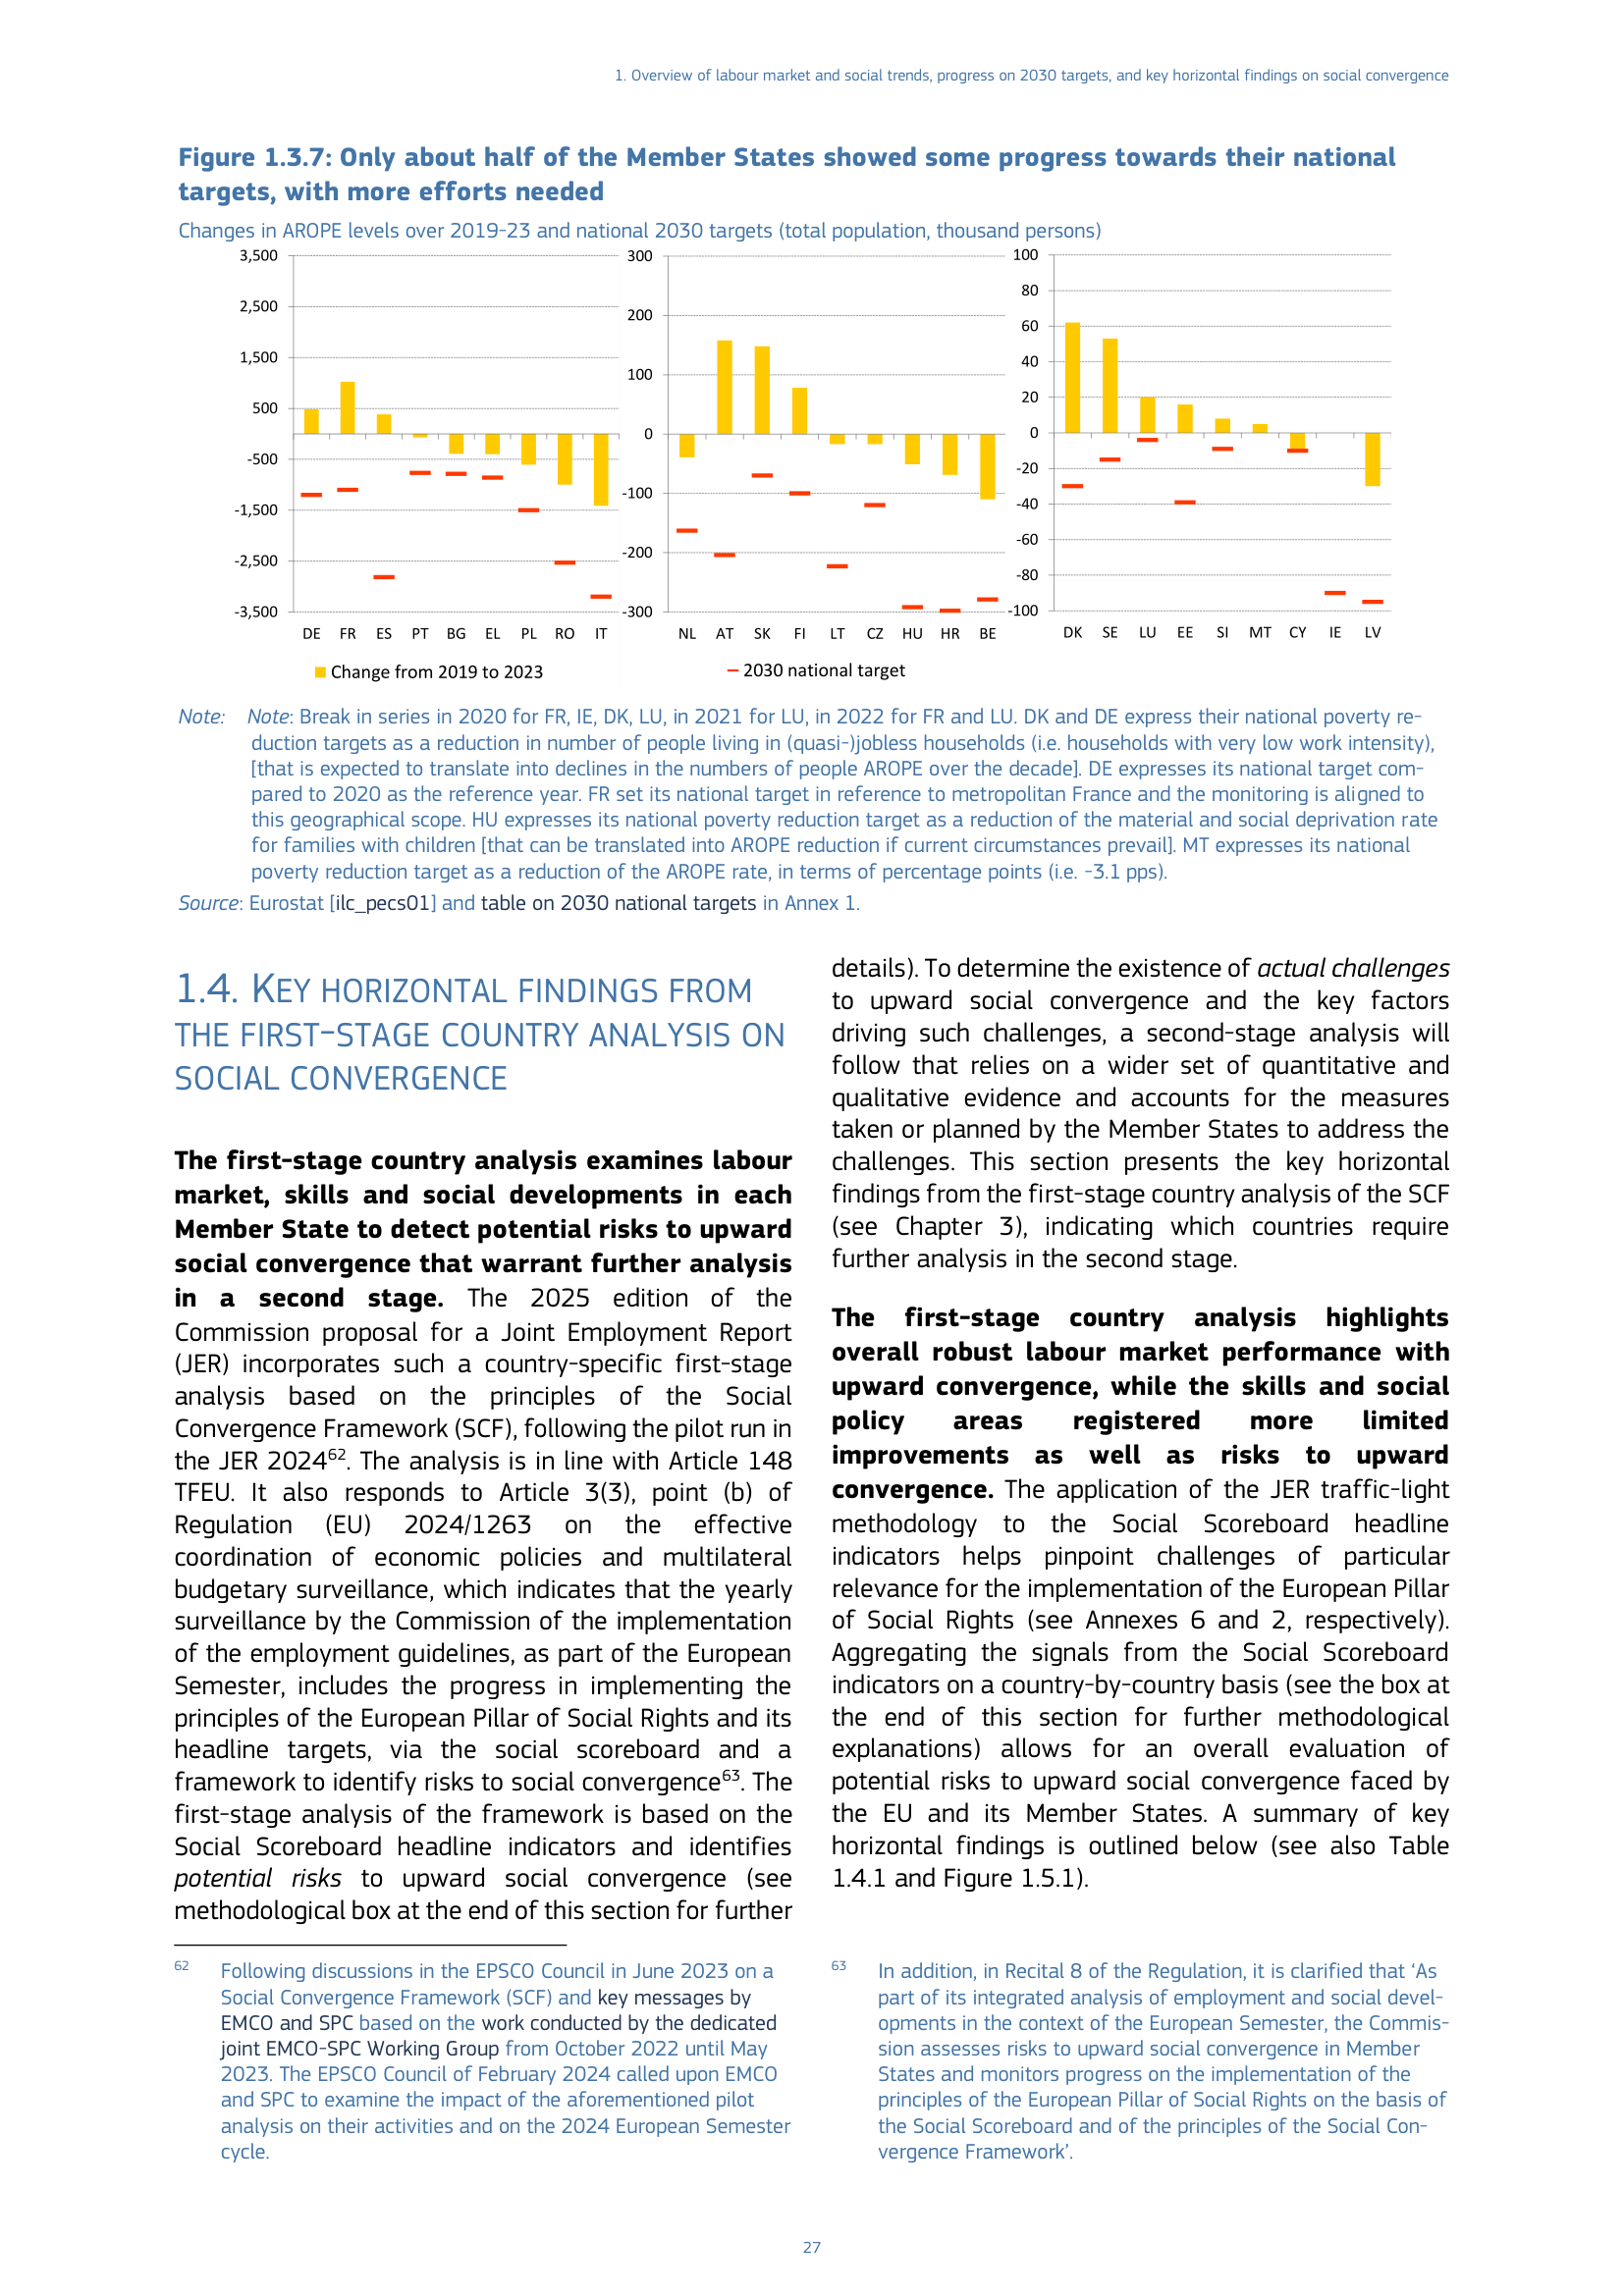 1. Overview of labour market and social trends, progress on 2030 targets, and key horizontal findings on social convergence
Figure 1.3.7: Only about half of the Member States showed some progress towards their national
targets, with more efforts needed
Changes in AROPE levels over 2019-23 and national 2030 targets (total population, thousand persons)
3,500
2,500
1,500
500
-500
-1,500
-2,500
-3,500
DE FR ES PT BG EL PL RO IT
300
200
100
0
-100
-200
-300
NL AT SK FI LT CZ HU HR BE
100
80
60
40
20
0
-20
-40
-60
-80
-100
DK SE LU EE SI MT CY IE LV
Change from 2019 to 2023
2030 national target
Note: Note: Break in series in 2020 for FR, IE, DK, LU, in 2021 for LU, in 2022 for FR and LU. DK and DE express their national poverty re-
duction targets as a reduction in number of people living in (quasi-)jobless households (i.e. households with very low work intensity),
[that is expected to translate into declines in the numbers of people AROPE over the decade]. DE expresses its national target com-
pared to 2020 as the reference year. FR set its national target in reference to metropolitan France and the monitoring is aligned to
this geographical scope. HU expresses its national poverty reduction target as a reduction of the material and social deprivation rate
for families with children [that can be translated into AROPE reduction if current circumstances prevail]. MT expresses its national
poverty reduction target as a reduction of the AROPE rate, in terms of percentage points (i.e. -3.1 pps).
Source: Eurostat [ilc_pecs01] and table on 2030 national targets in Annex 1.
1.4. KEY HORIZONTAL FINDINGS FROM
THE FIRST-STAGE COUNTRY ANALYSIS ON
SOCIAL CONVERGENCE
The first-stage country analysis examines labour
market, skills and social developments in each
Member State to detect potential risks to upward
social convergence that warrant further analysis
in a second stage. The 2025 edition of the
Commission proposal for a Joint Employment Report
(JER) incorporates such a country-specific first-stage
analysis based on the principles of the Social
Convergence Framework (SCF), following the pilot run in
the JER 2024⁶². The analysis is in line with Article 148
TFEU. It also responds to Article 3(3), point (b) of
Regulation (EU) 2024/1263 on the effective
coordination of economic policies and multilateral
budgetary surveillance, which indicates that the yearly
surveillance by the Commission of the implementation
of the employment guidelines, as part of the European
Semester, includes the progress in implementing the
principles of the European Pillar of Social Rights and its
headline targets, via the social scoreboard and a
framework to identify risks to social convergence⁶³. The
first-stage analysis of the framework is based on the
Social Scoreboard headline indicators and identifies
potential risks to upward social convergence (see
methodological box at the end of this section for further
details). To determine the existence of actual challenges
to upward social convergence and the key factors
driving such challenges, a second-stage analysis will
follow that relies on a wider set of quantitative and
qualitative evidence and accounts for the measures
taken or planned by the Member States to address the
challenges. This section presents the key horizontal
findings from the first-stage country analysis of the SCF
(see Chapter 3), indicating which countries require
further analysis in the second stage.
The first-stage country analysis highlights
overall robust labour market performance with
upward convergence, while the skills and social
policy areas registered more limited
improvements as well as risks to upward
convergence. The application of the JER traffic-light
methodology to the Social Scoreboard headline
indicators helps pinpoint challenges of particular
relevance for the implementation of the European Pillar
of Social Rights (see Annexes 6 and 2, respectively).
Aggregating the signals from the Social Scoreboard
indicators on a country-by-country basis (see the box at
the end of this section for further methodological
explanations) allows for an overall evaluation of
potential risks to upward social convergence faced by
the EU and its Member States. A summary of key
horizontal findings is outlined below (see also Table
1.4.1 and Figure 1.5.1).
62 Following discussions in the EPSCO Council in June 2023 on a
Social Convergence Framework (SCF) and key messages by
EMCO and SPC based on the work conducted by the dedicated
joint EMCO-SPC Working Group from October 2022 until May
2023. The EPSCO Council of February 2024 called upon EMCO
and SPC to examine the impact of the aforementioned pilot
analysis on their activities and on the 2024 European Semester
cycle.
63 In addition, in Recital 8 of the Regulation, it is clarified that ‘As
part of its integrated analysis of employment and social devel-
opments in the context of the European Semester, the Commis-
sion assesses risks to upward social convergence in Member
States and monitors progress on the implementation of the
principles of the European Pillar of Social Rights on the basis of
the Social Scoreboard and of the principles of the Social Con-
vergence Framework’.
27